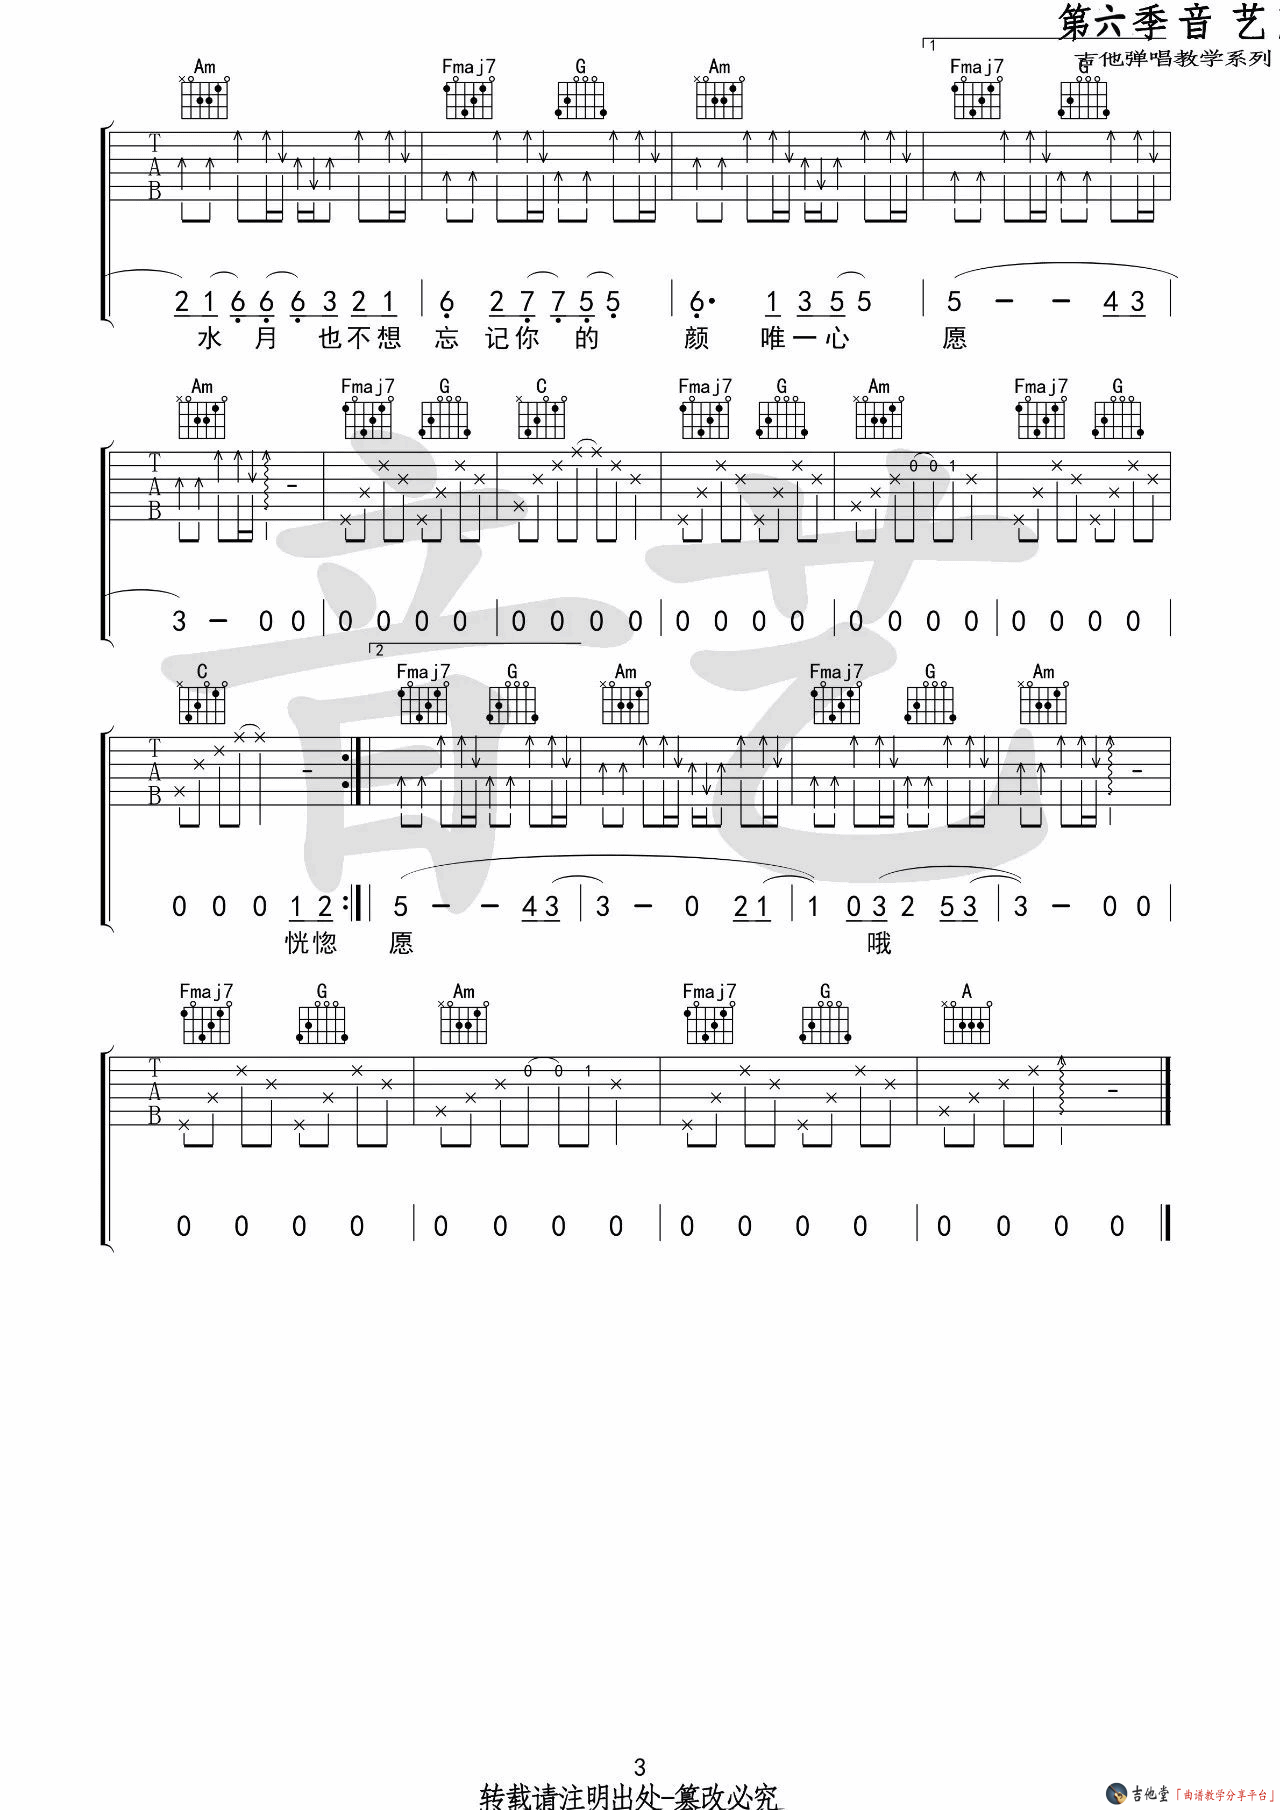 第六季音 艺
吉他弹唱教学系列
1
Am Fmaj7 G Am Fmaj7 G
T
A
B
2 1 6 6 6 3 2 1 6 2 7 7 5 5 6· 1 3 5 5 5 - - 4 3
水 月 也不想 忘 记你 的 颜 唯一心 愿
Am Fmaj7 G C Fmaj7 G Am Fmaj7 G
T
A
B
0 0 1
3 - 0 0 0 0 0 0 0 0 0 0 0 0 0 0 0 0 0 0 0 0 0 0
2
C Fmaj7 G Am Fmaj7 G Am
T
A
B
0 0 0 1 2 5 - - 4 3 3 - 0 2 1 1 0 3 2 5 3 3 - 0 0
恍惚 愿 哦
Fmaj7 G Am Fmaj7 G A
T
A
B
0 0 1
0 0 0 0 0 0 0 0 0 0 0 0 0 0 0 0
音艺
3
转载请注明出处-篡改必究
吉他堂「曲谱教学分享平台」